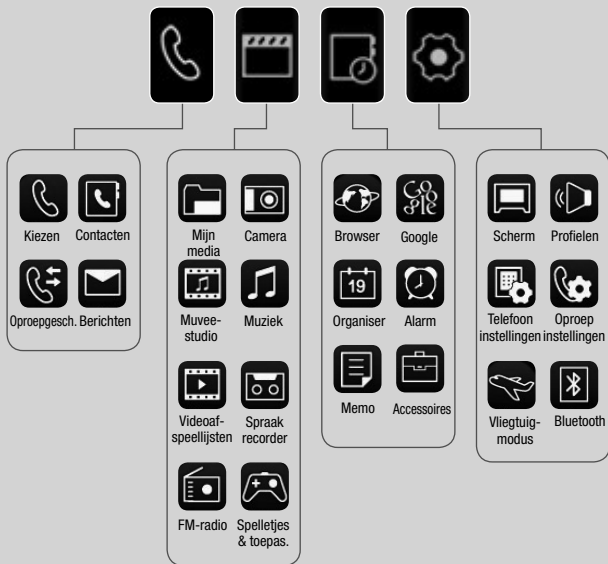 Kiezen
Contacten
Oproepgesch.
Berichten
Mijn
media
Camera
Muvee-
studio
Muziek
Videoaf-
speellijsten
Spraak
recorder
FM-radio
Spelletjes
& toepas.
Browser
Google
Google
19
Organiser
Alarm
Memo
Accessoires
Scherm
Profielen
Telefoon
instellingen
Oproep
instellingen
Vliegtuig-
modus
Bluetooth